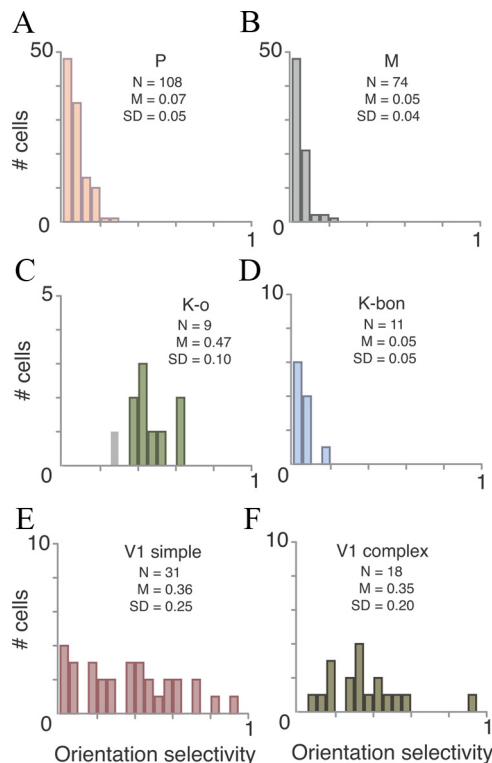 A
50
P
N = 108
M = 0.07
SD = 0.05
# cells
0
1
B
50
M
N = 74
M = 0.05
SD = 0.04
0
1
C
5
K-o
N = 9
M = 0.47
SD = 0.10
# cells
0
1
D
10
K-bon
N = 11
M = 0.05
SD = 0.05
0
1
E
10
V1 simple
N = 31
M = 0.36
SD = 0.25
# cells
0
1
Orientation selectivity
F
10
V1 complex
N = 18
M = 0.35
SD = 0.20
0
1
Orientation selectivity